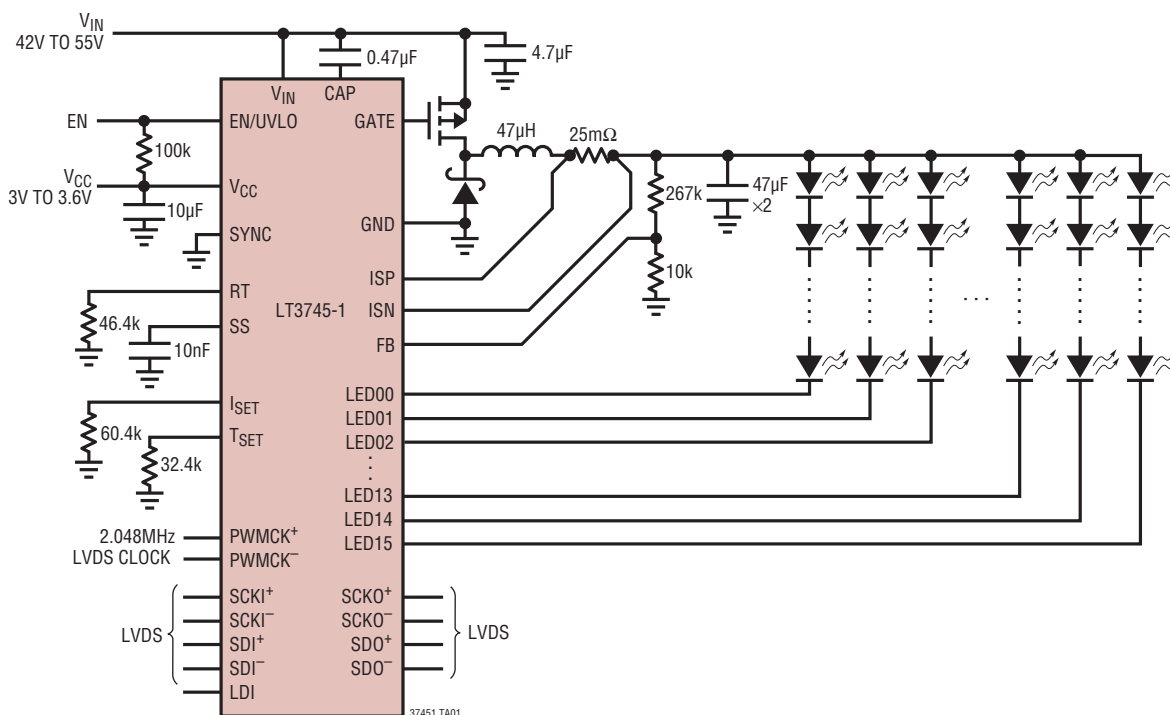 VIN
42V TO 55V
0.47µF
4.7µF
VIN
CAP
EN
EN/UVLO
GATE
100k
47µH
25mΩ
VCC
3V TO 3.6V
VCC
10µF
267k
47µF
×2
GND
SYNC
10k
ISP
RT
LT3745-1
ISN
46.4k
SS
10nF
FB
LED00
ISET
LED01
60.4k
TSET
LED02
32.4k
LED13
LED14
2.048MHz
LVDS CLOCK
PWMCK+
PWMCK–
LED15
SCKI+
SCKO+
SCKI–
SCKO–
LVDS
LVDS
SDI+
SDO+
SDI–
SDO–
LDI
37451 TA01